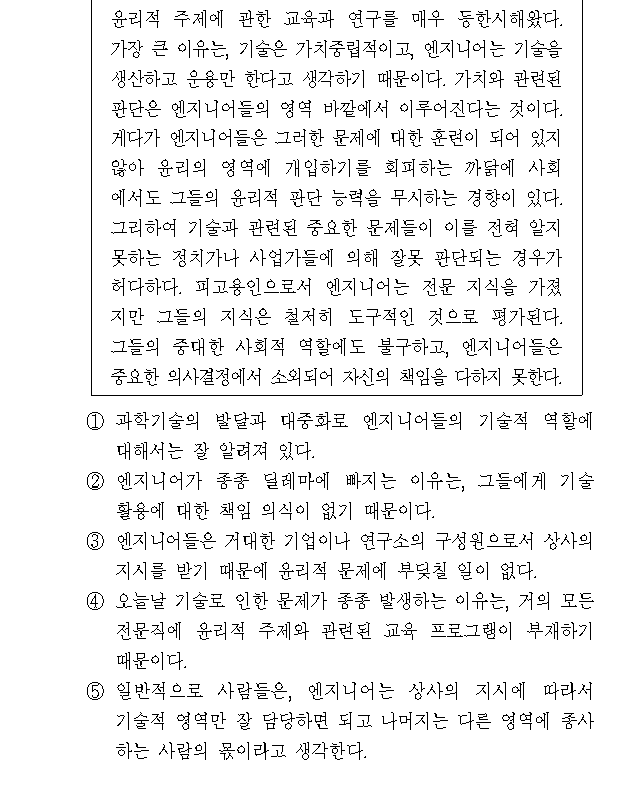 윤리적 주제에 관한 교육과 연구를 매우 등한시해왔다.
가장 큰 이유는, 기술은 가치중립적이고, 엔지니어는 기술을
생산하고 운용만 한다고 생각하기 때문이다. 가치와 관련된
판단은 엔지니어들의 영역 바깥에서 이루어진다는 것이다.
게다가 엔지니어들은 그러한 문제에 대한 훈련이 되어 있지
않아 윤리의 영역에 개입하기를 회피하는 까닭에 사회
에서도 그들의 윤리적 판단 능력을 무시하는 경향이 있다.
그리하여 기술과 관련된 중요한 문제들이 이를 전혀 알지
못하는 정치가나 사업가들에 의해 잘못 판단되는 경우가
허다하다. 피고용인으로서 엔지니어는 전문 지식을 가졌
지만 그들의 지식은 철저히 도구적인 것으로 평가된다.
그들의 중대한 사회적 역할에도 불구하고, 엔지니어들은
중요한 의사결정에서 소외되어 자신의 책임을 다하지 못한다.
① 과학기술의 발달과 대중화로 엔지니어들의 기술적 역할에
대해서는 잘 알려져 있다.
② 엔지니어가 종종 딜레마에 빠지는 이유는, 그들에게 기술
활용에 대한 책임 의식이 없기 때문이다.
③ 엔지니어들은 거대한 기업이나 연구소의 구성원으로서 상사의
지시를 받기 때문에 윤리적 문제에 부딪칠 일이 없다.
④ 오늘날 기술로 인한 문제가 종종 발생하는 이유는, 거의 모든
전문직에 윤리적 주제와 관련된 교육 프로그램이 부재하기
때문이다.
⑤ 일반적으로 사람들은, 엔지니어는 상사의 지시에 따라서
기술적 영역만 잘 담당하면 되고 나머지는 다른 영역에 종사
하는 사람의 몫이라고 생각한다.